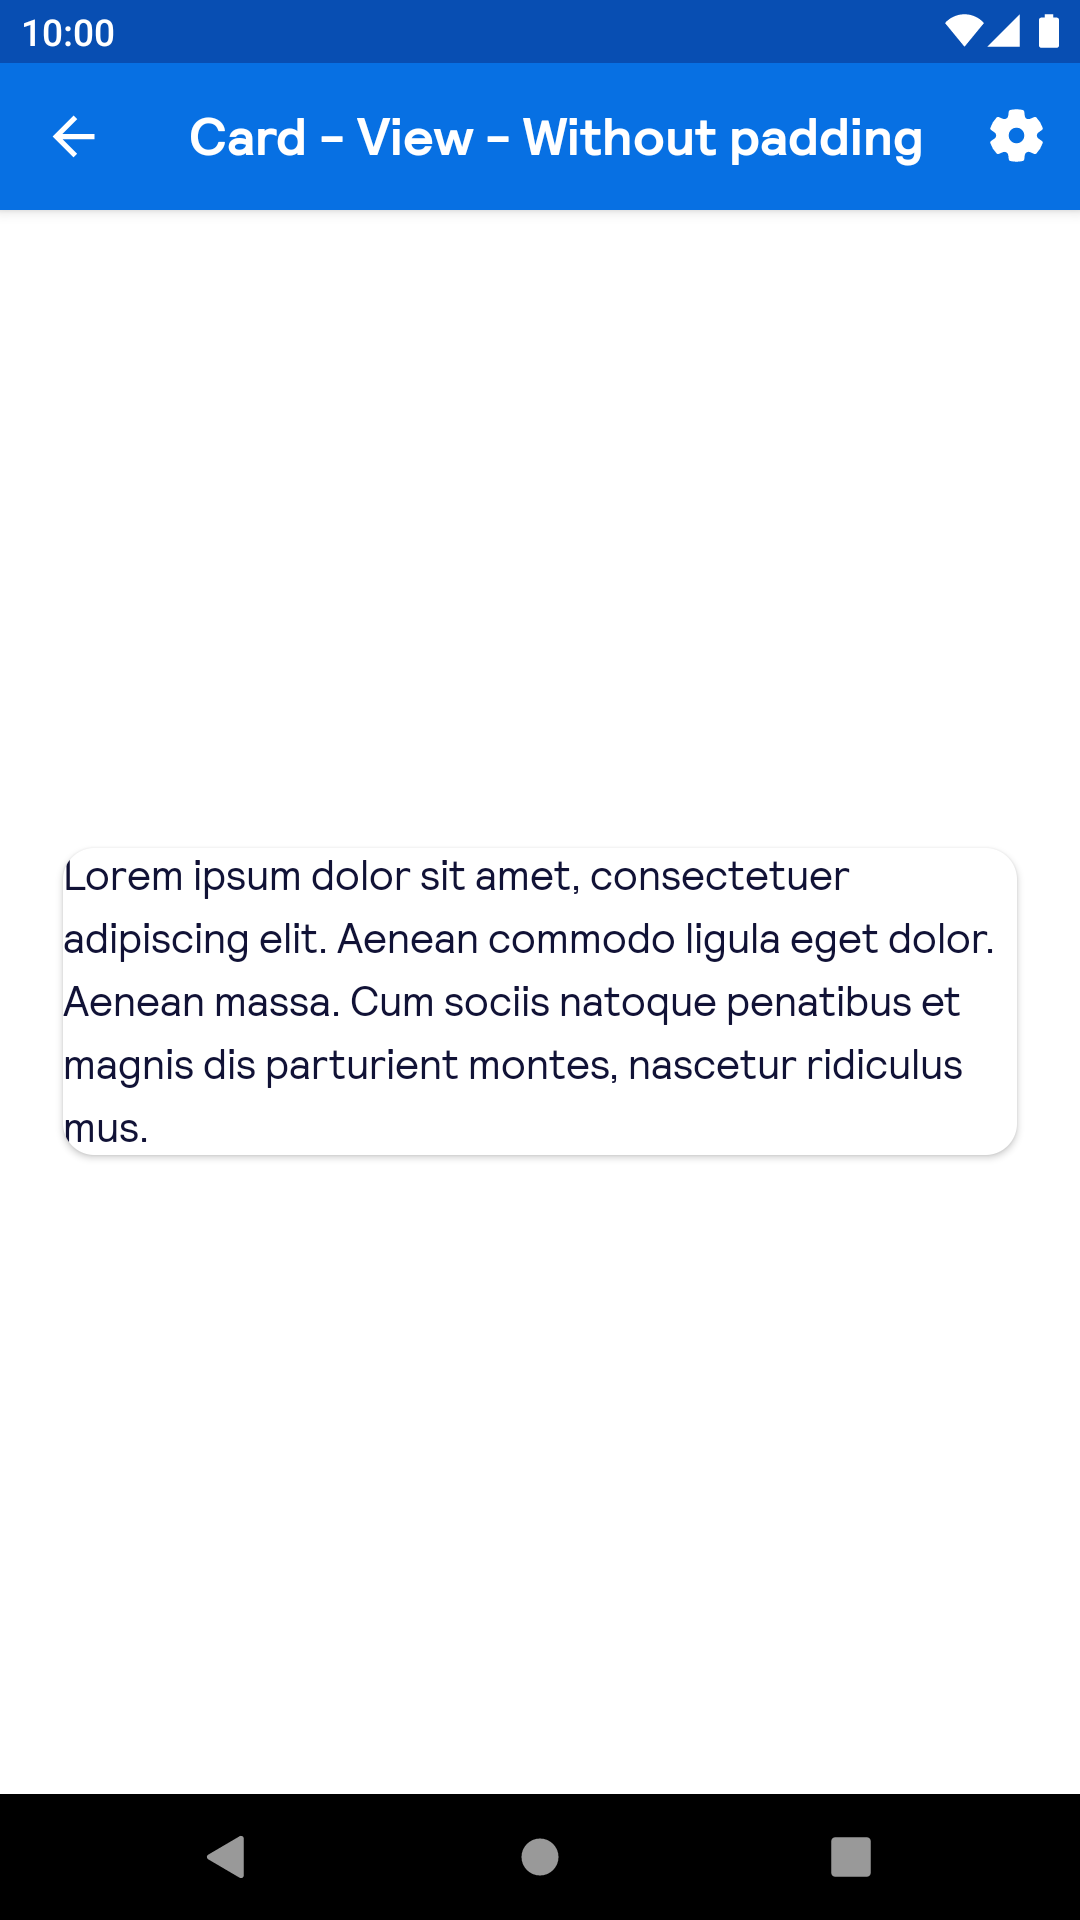 10:00
Card - View - Without padding
Lorem ipsum dolor sit amet, consectetuer
adipiscing elit. Aenean commodo ligula eget dolor.
Aenean massa. Cum sociis natoque penatibus et
magnis dis parturient montes, nascetur ridiculus
mus.